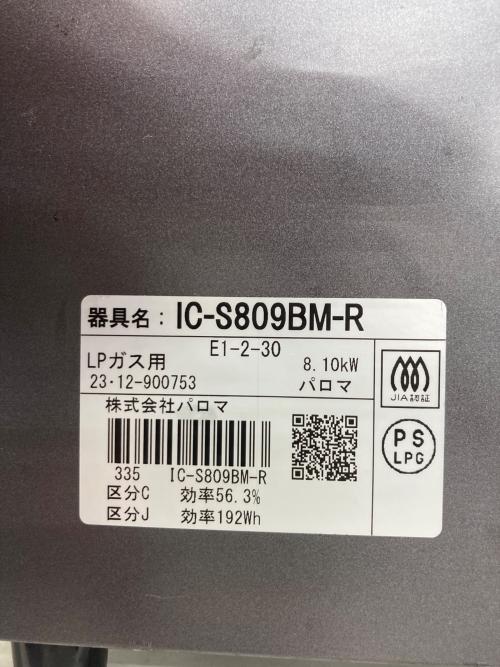 器具名：IC-S809BM-R
E1-2-30
LPガス用 8.10kW
23・12-900753 パロマ
株式会社パロマ
335 IC-S809BM-R
区分C 効率56.3%
区分J 効率192Wh
JIA認証
PS
LPG